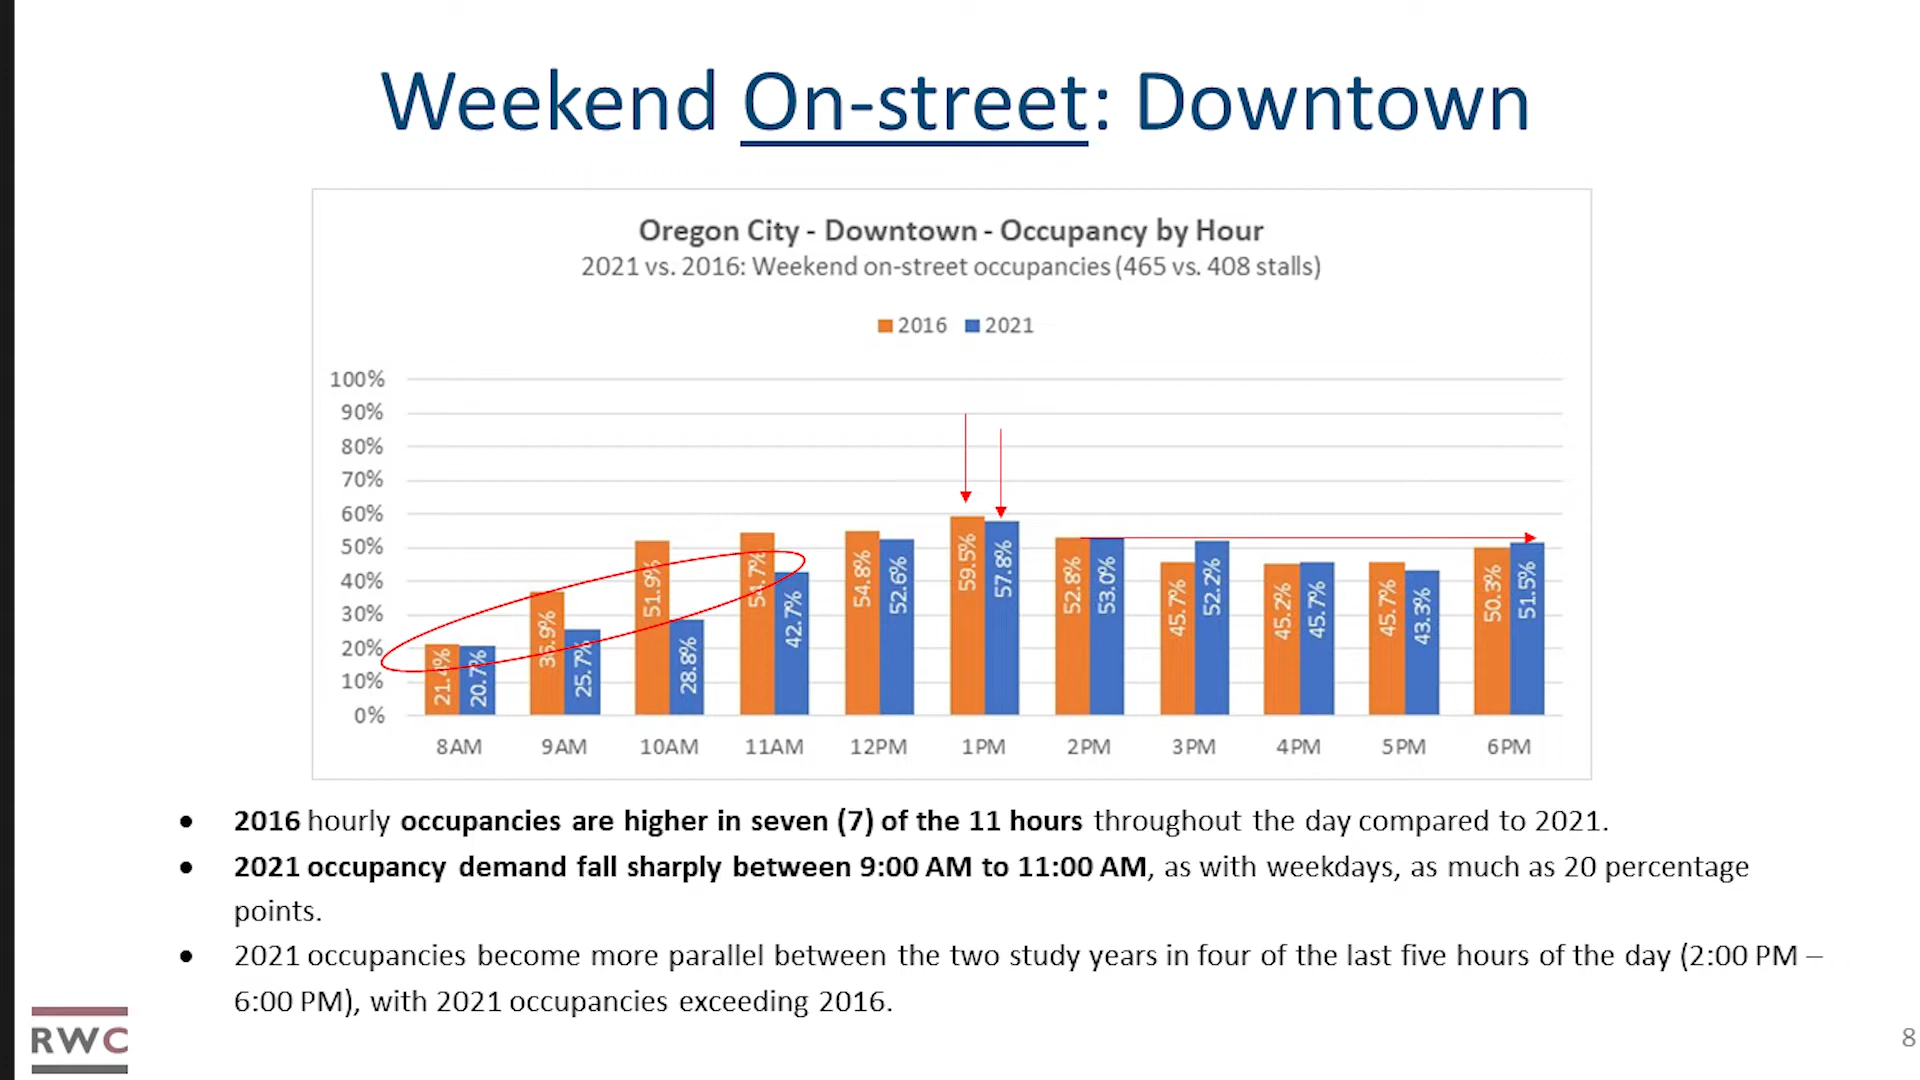 Weekend On-street: Downtown
Oregon City - Downtown - Occupancy by Hour
2021 vs. 2016: Weekend on-street occupancies (465 vs. 408 stalls)
2016 2021
100%
90%
80%
70%
60%
50%
40%
30%
20%
10%
0%
21.4% 20.7% 36.9% 25.7% 51.9% 28.8% 54.7% 42.7% 54.8% 52.6% 59.5% 57.8% 52.8% 53.0% 45.7% 52.2% 45.2% 45.7% 45.7% 43.3% 50.3% 51.5%
8AM 9AM 10AM 11AM 12PM 1PM 2PM 3PM 4PM 5PM 6PM
• 2016 hourly occupancies are higher in seven (7) of the 11 hours throughout the day compared to 2021.
• 2021 occupancy demand fall sharply between 9:00 AM to 11:00 AM, as with weekdays, as much as 20 percentage
points.
• 2021 occupancies become more parallel between the two study years in four of the last five hours of the day (2:00 PM –
6:00 PM), with 2021 occupancies exceeding 2016.
RWC
8